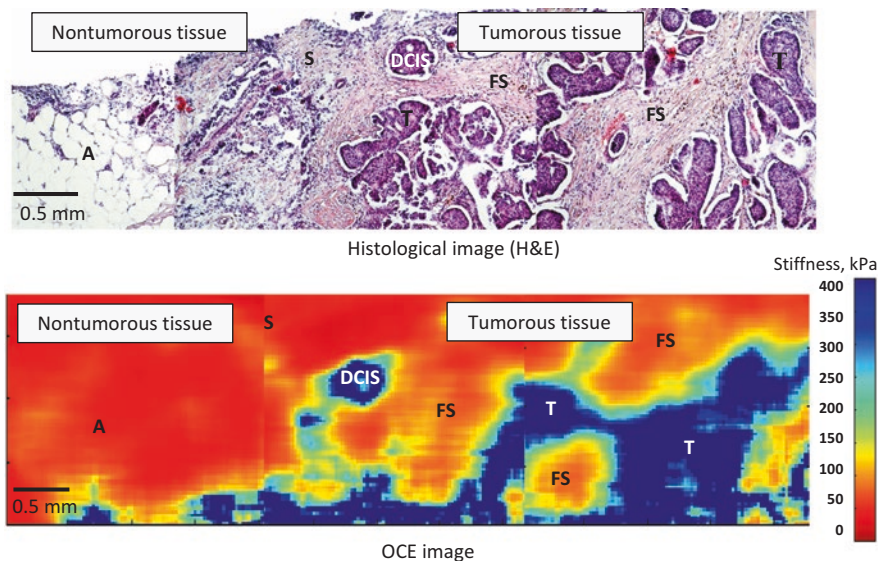 Nontumorous tissue
Tumorous tissue
S
DCIS
FS
T
T
FS
A
0.5 mm
Histological image (H&E)
Stiffness, kPa
Nontumorous tissue
Tumorous tissue
S
FS
DCIS
FS
T
A
T
FS
0.5 mm
400
350
300
250
200
150
100
50
0
OCE image